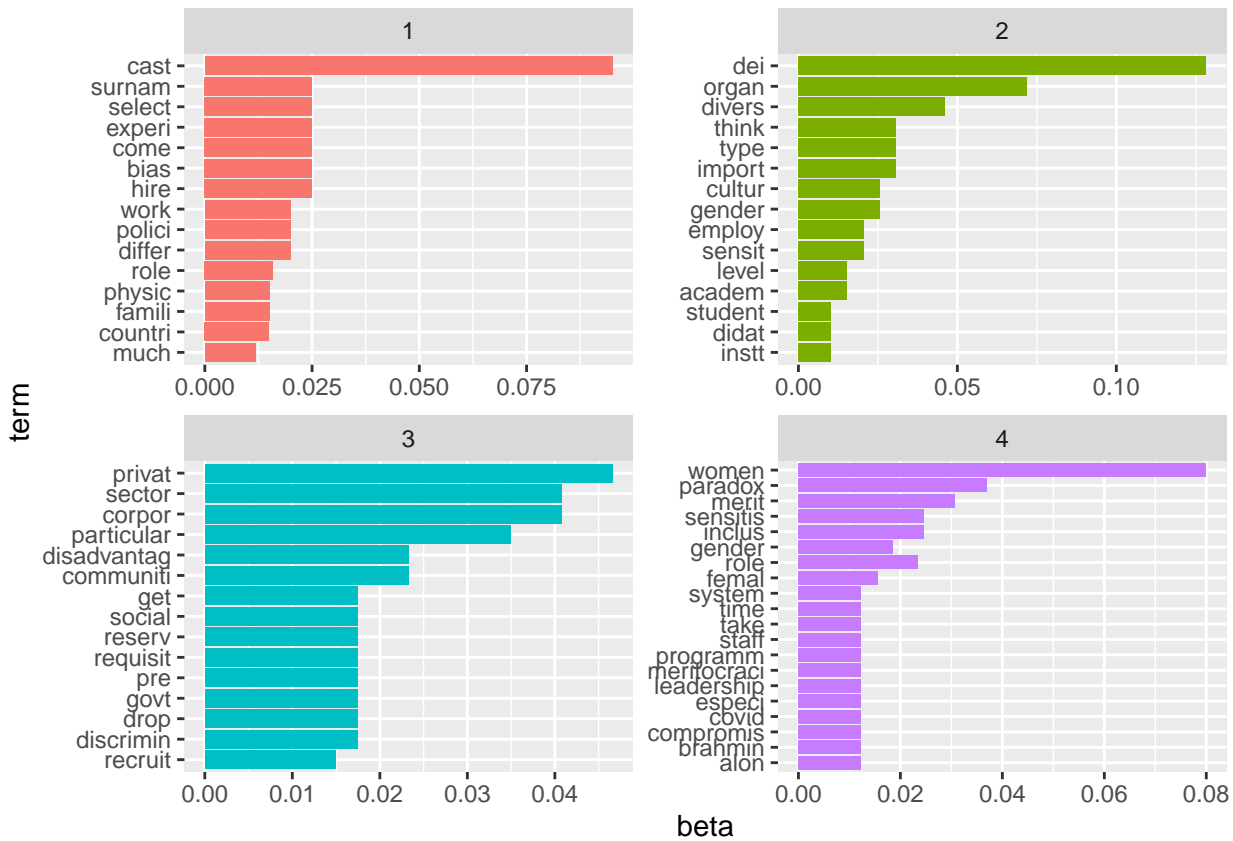 1
cast
surnam
select
experi
come
bias
hire
work
polici
differ
role
physic
famili
countri
much
0.000 0.025 0.050 0.075
2
dei
organ
divers
think
type
import
cultur
gender
employ
sensit
level
academ
student
didat
instt
0.00 0.05 0.10
term
3
privat
sector
corpor
particular
disadvantag
communiti
get
social
reserv
requisit
pre
govt
drop
discrimin
recruit
0.00 0.01 0.02 0.03 0.04
4
women
paradox
merit
sensitis
inclus
gender
role
femal
system
time
take
staff
programm
meritocraci
leadership
especi
covid
compromis
brahmin
alon
0.00 0.02 0.04 0.06 0.08
beta